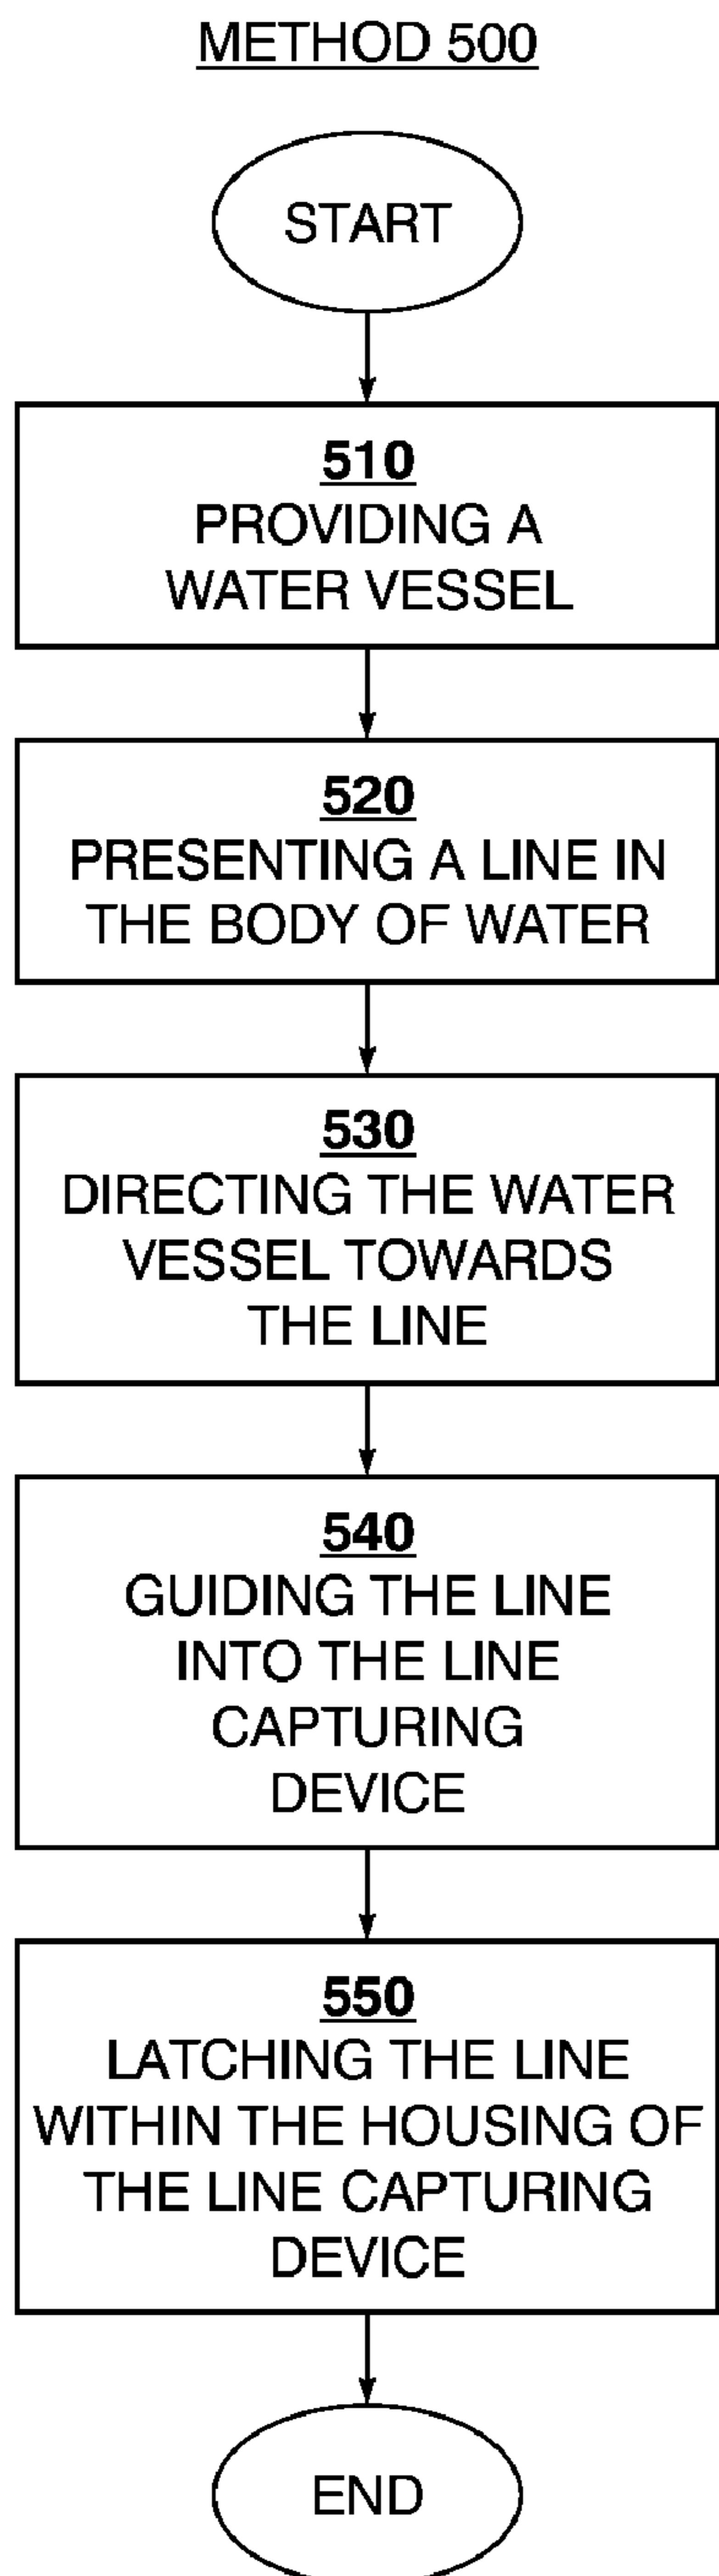 METHOD 500
START
510
PROVIDING A
WATER VESSEL
520
PRESENTING A LINE IN
THE BODY OF WATER
530
DIRECTING THE WATER
VESSEL TOWARDS
THE LINE
540
GUIDING THE LINE
INTO THE LINE
CAPTURING
DEVICE
550
LATCHING THE LINE
WITHIN THE HOUSING OF
THE LINE CAPTURING
DEVICE
END